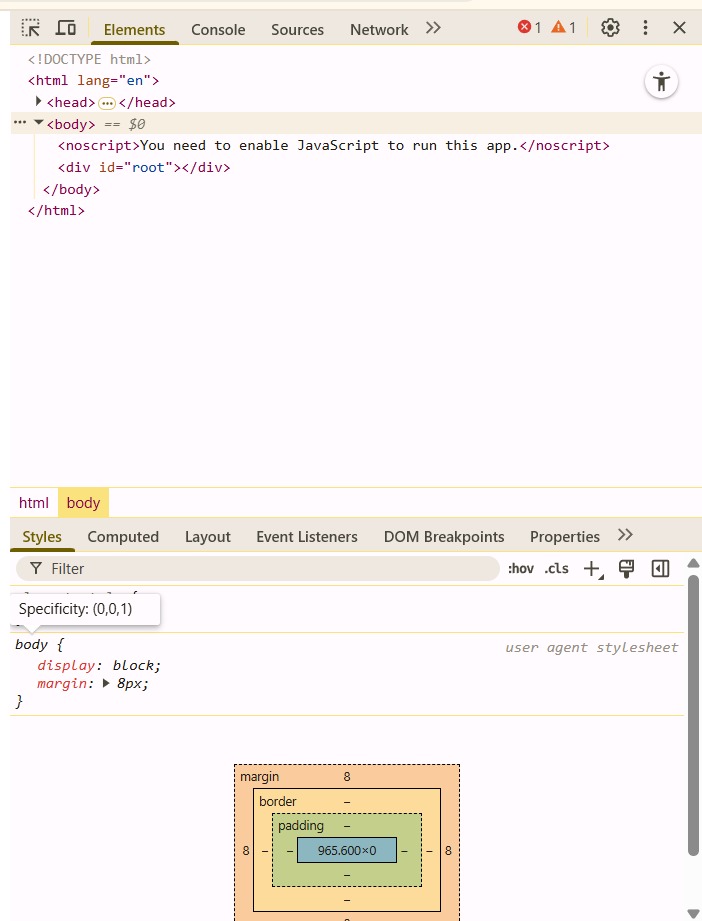 Elements Console Sources Network 1 1
<!DOCTYPE html>
<html lang="en">
<head> ··· </head>
··· <body> == $0
<noscript>You need to enable JavaScript to run this app.</noscript>
<div id="root"></div>
</body>
</html>
html body
Styles Computed Layout Event Listeners DOM Breakpoints Properties
Filter :hov .cls
Specificity: (0,0,1)
body {
user agent stylesheet
display: block;
margin: 8px;
}
margin 8
border –
padding –
8 – – 965.600×0 – – 8
–
–